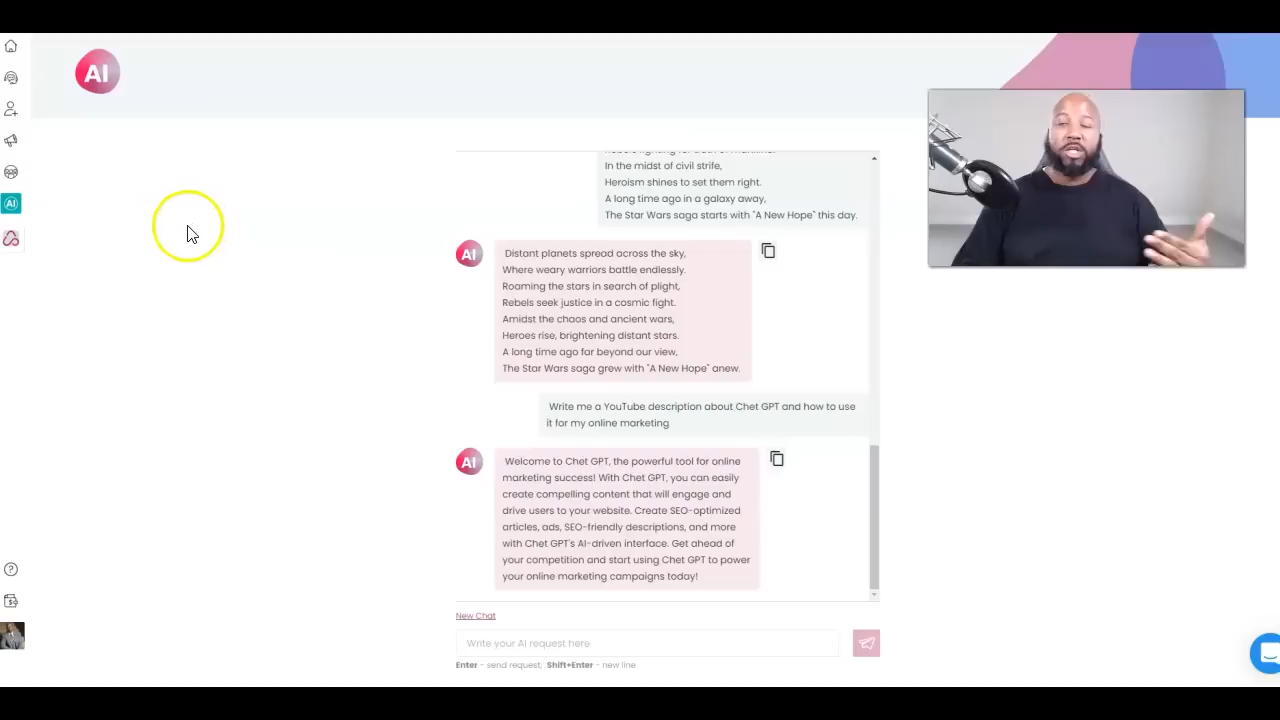 AI
In the midst of civil strife,
Heroism shines to set them right.
A long time ago in a galaxy away,
The Star Wars saga starts with "A New Hope" this day.
AI
Distant planets spread across the sky,
Where weary warriors battle endlessly.
Roaming the stars in search of plight,
Rebels seek justice in a cosmic fight.
Amidst the chaos and ancient wars,
Heroes rise, brightening distant stars.
A long time ago far beyond our view,
The Star Wars saga grew with "A New Hope" anew.
Write me a YouTube description about Chet GPT and how to use
it for my online marketing
AI
Welcome to Chet GPT, the powerful tool for online
marketing success! With Chet GPT, you can easily
create compelling content that will engage and
drive users to your website. Create SEO-optimized
articles, ads, SEO-friendly descriptions, and more
with Chet GPT's AI-driven interface. Get ahead of
your competition and start using Chet GPT to power
your online marketing campaigns today!
New Chat
Write your AI request here
Enter - send request; Shift+Enter - new line
AI